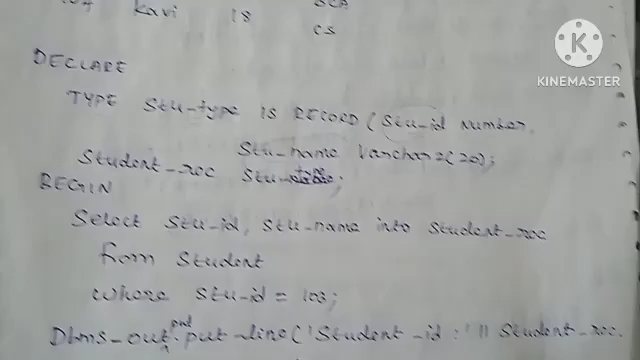 Kavi 18
CS
KINEMASTER
DECLARE
TYPE Stu-type is RECORD (Stu-id number,
Stu-name Varchar2(20);
Student-rec Stu-type;
BEGIN
Select Stu-id, Stu-name into Student-rec
from Student
where Stu-id = 103;
Dbms-output.put-line('Student-id:' || Student-rec.